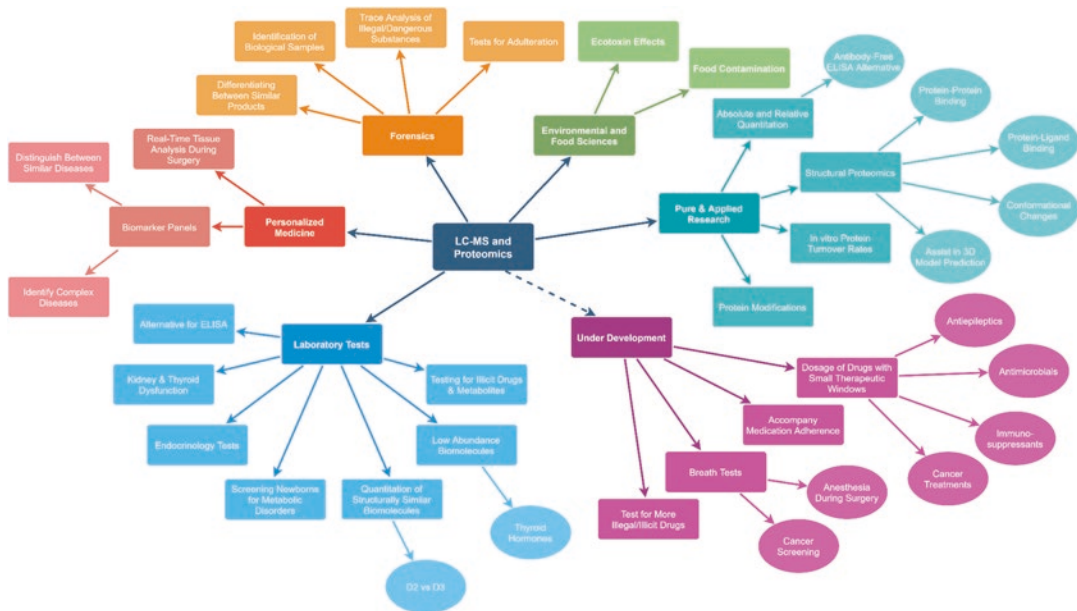 Trace Analysis of
Illegal/Dangerous
Substances
Identification of
Biological Samples
Tests for Adulteration
Differentiating
Between Similar
Products
Forensics
Ecotoxin Effects
Food Contamination
Environmental and
Food Sciences
Antibody-Free
ELISA Alternative
Absolute and Relative
Quantitation
Protein-Protein
Binding
Protein-Ligand
Binding
Structural Proteomics
Conformational
Changes
Assist in 3D
Model Prediction
Pure & Applied
Research
In vitro Protein
Turnover Rates
Protein Modifications
Real-Time Tissue
Analysis During
Surgery
Distinguish Between
Similar Diseases
Biomarker Panels
Personalized
Medicine
Identify Complex
Diseases
LC-MS and
Proteomics
Alternative for ELISA
Laboratory Tests
Kidney & Thyroid
Dysfunction
Testing for Illicit Drugs
& Metabolites
Endocrinology Tests
Low Abundance
Biomolecules
Screening Newborns
for Metabolic
Disorders
Quantitation of
Structurally Similar
Biomolecules
Thyroid
Hormones
D2 vs D3
Under Development
Dosage of Drugs with
Small Therapeutic
Windows
Antiepileptics
Antimicrobials
Immuno-
suppressants
Cancer
Treatments
Accompany
Medication Adherence
Breath Tests
Anesthesia
During Surgery
Test for More
Illegal/Illicit Drugs
Cancer
Screening